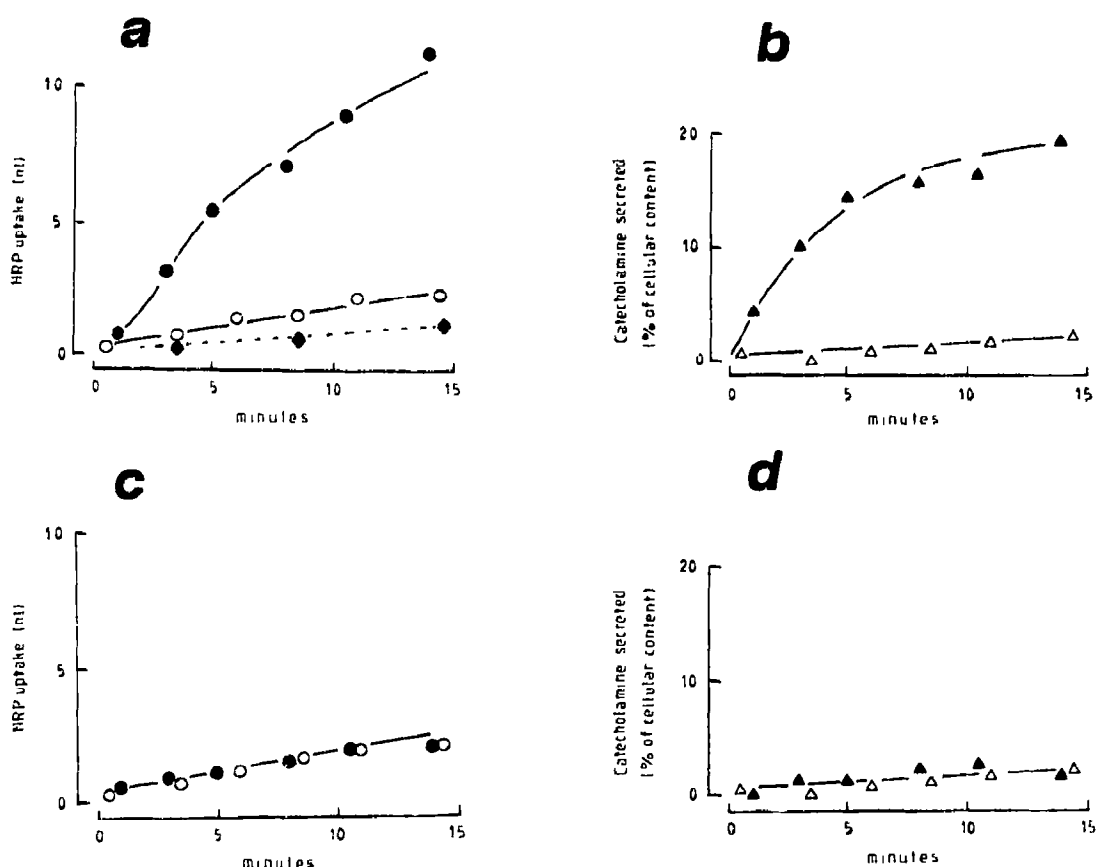 a
10
5
0
HRP uptake (nl)
0 5 10 15
minutes
b
20
10
0
Catecholamine secreted
(% of cellular content)
0 5 10 15
minutes
c
10
5
0
HRP uptake (nl)
0 5 10 15
minutes
d
20
10
0
Catecholamine secreted
(% of cellular content)
0 5 10 15
minutes